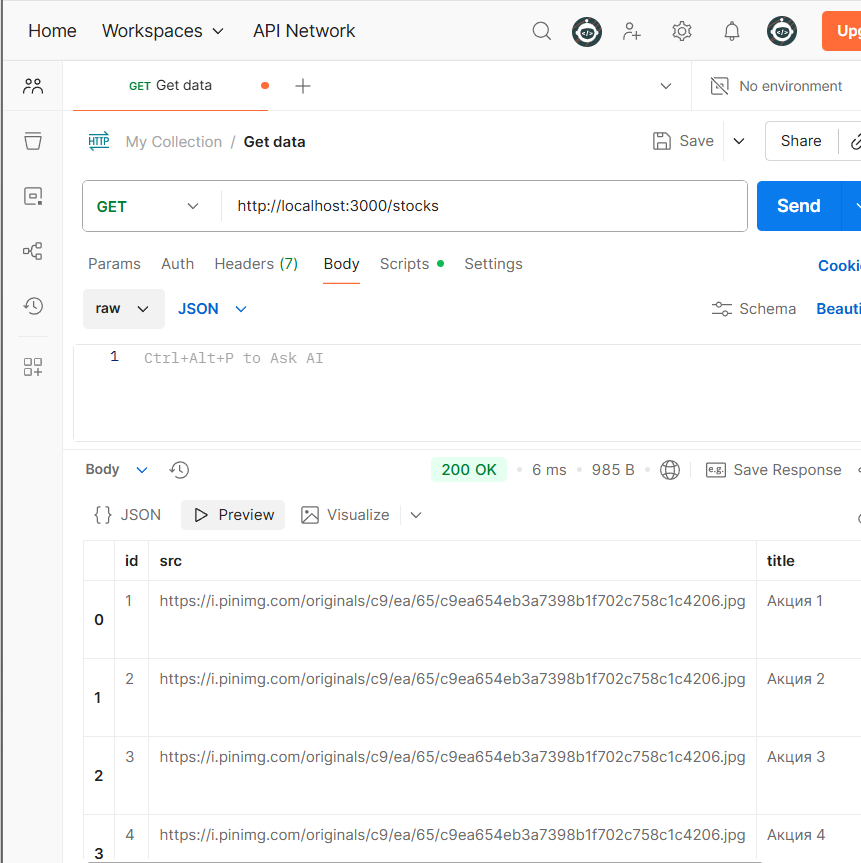 Home Workspaces API Network Upg
GET Get data No environment
HTTP My Collection / Get data Save Share
GET http://localhost:3000/stocks Send
Params Auth Headers (7) Body Scripts Settings Cooki
raw JSON Schema Beauti
1 Ctrl+Alt+P to Ask AI
Body 200 OK 6 ms 985 B e.g. Save Response
{} JSON Preview Visualize
id src title
0 1 https://i.pinimg.com/originals/c9/ea/65/c9ea654eb3a7398b1f702c758c1c4206.jpg Акция 1
1 2 https://i.pinimg.com/originals/c9/ea/65/c9ea654eb3a7398b1f702c758c1c4206.jpg Акция 2
2 3 https://i.pinimg.com/originals/c9/ea/65/c9ea654eb3a7398b1f702c758c1c4206.jpg Акция 3
3 4 https://i.pinimg.com/originals/c9/ea/65/c9ea654eb3a7398b1f702c758c1c4206.jpg Акция 4